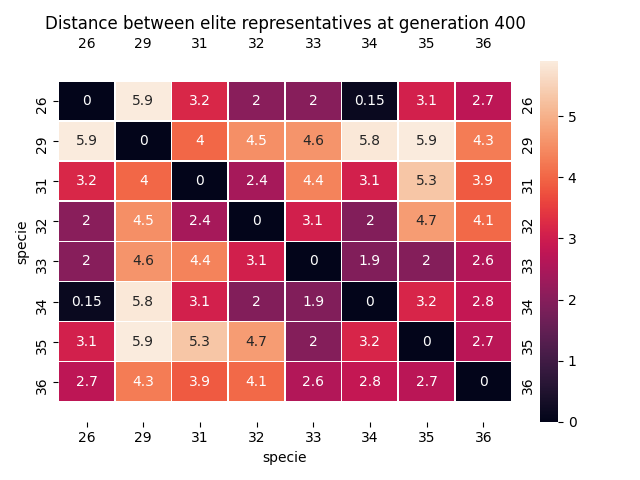 Distance between elite representatives at generation 400
26 29 31 32 33 34 35 36
26 0 5.9 3.2 2 2 0.15 3.1 2.7 26
29 5.9 0 4 4.5 4.6 5.8 5.9 4.3 29
31 3.2 4 0 2.4 4.4 3.1 5.3 3.9 31
32 2 4.5 2.4 0 3.1 2 4.7 4.1 32
33 2 4.6 4.4 3.1 0 1.9 2 2.6 33
34 0.15 5.8 3.1 2 1.9 0 3.2 2.8 34
35 3.1 5.9 5.3 4.7 2 3.2 0 2.7 35
36 2.7 4.3 3.9 4.1 2.6 2.8 2.7 0 36
26 29 31 32 33 34 35 36
specie
specie
5
4
3
2
1
0